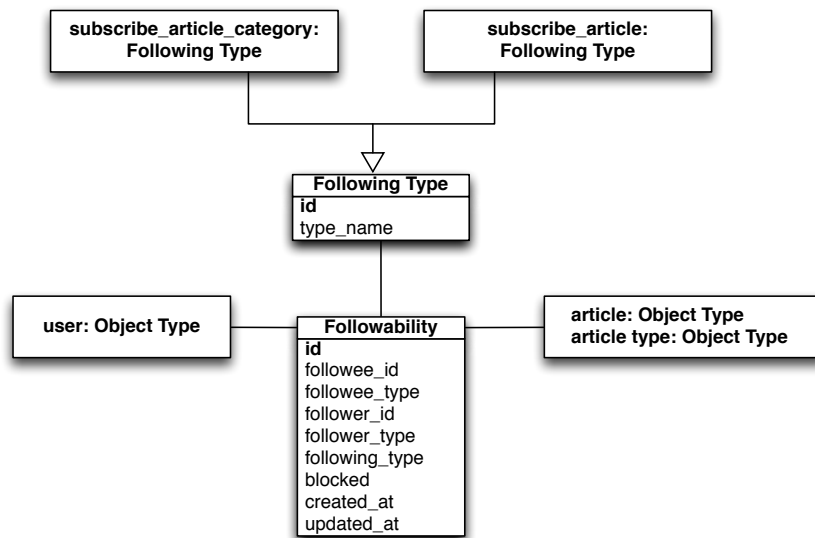 subscribe_article_category:
Following Type
subscribe_article:
Following Type
Following Type
id
type_name
user: Object Type
Followability
id
followee_id
followee_type
follower_id
follower_type
following_type
blocked
created_at
updated_at
article: Object Type
article type: Object Type